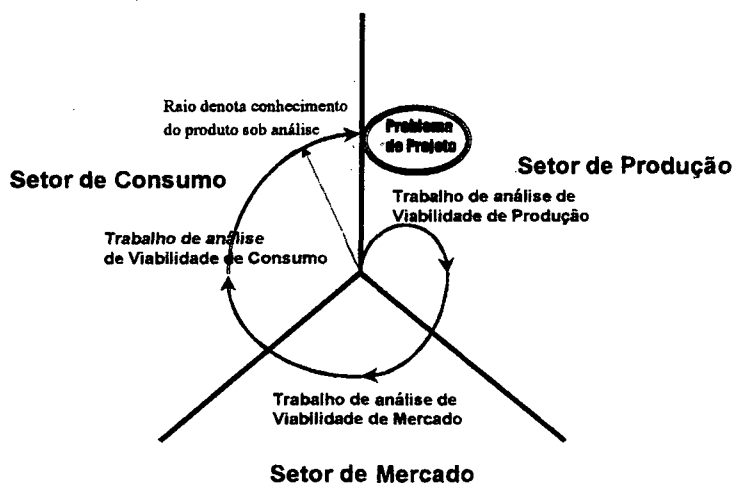 Raio denota conhecimento
do produto sob análise
Problema
de Projeto
Setor de Consumo
Setor de Produção
Trabalho de análise de
Viabilidade de Produção
Trabalho de análise
de Viabilidade de Consumo
Trabalho de análise de
Viabilidade de Mercado
Setor de Mercado